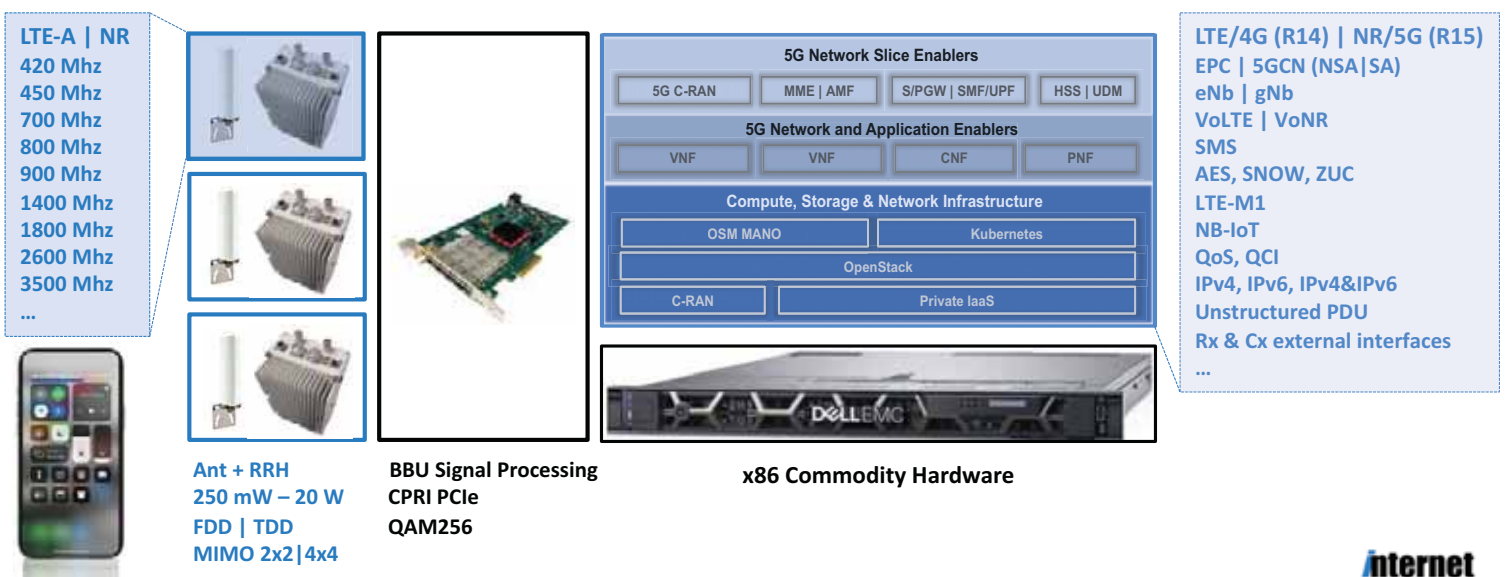 LTE-A | NR
420 Mhz
450 Mhz
700 Mhz
800 Mhz
900 Mhz
1400 Mhz
1800 Mhz
2600 Mhz
3500 Mhz
...
Ant + RRH
250 mW – 20 W
FDD | TDD
MIMO 2x2|4x4
BBU Signal Processing
CPRI PCIe
QAM256
5G Network Slice Enablers
5G C-RAN
MME | AMF
S/PGW | SMF/UPF
HSS | UDM
5G Network and Application Enablers
VNF
VNF
CNF
PNF
Compute, Storage & Network Infrastructure
OSM MANO
Kubernetes
OpenStack
C-RAN
Private IaaS
DELLEMC
x86 Commodity Hardware
LTE/4G (R14) | NR/5G (R15)
EPC | 5GCN (NSA|SA)
eNb | gNb
VoLTE | VoNR
SMS
AES, SNOW, ZUC
LTE-M1
NB-IoT
QoS, QCI
IPv4, IPv6, IPv4&IPv6
Unstructured PDU
Rx & Cx external interfaces
...
internet